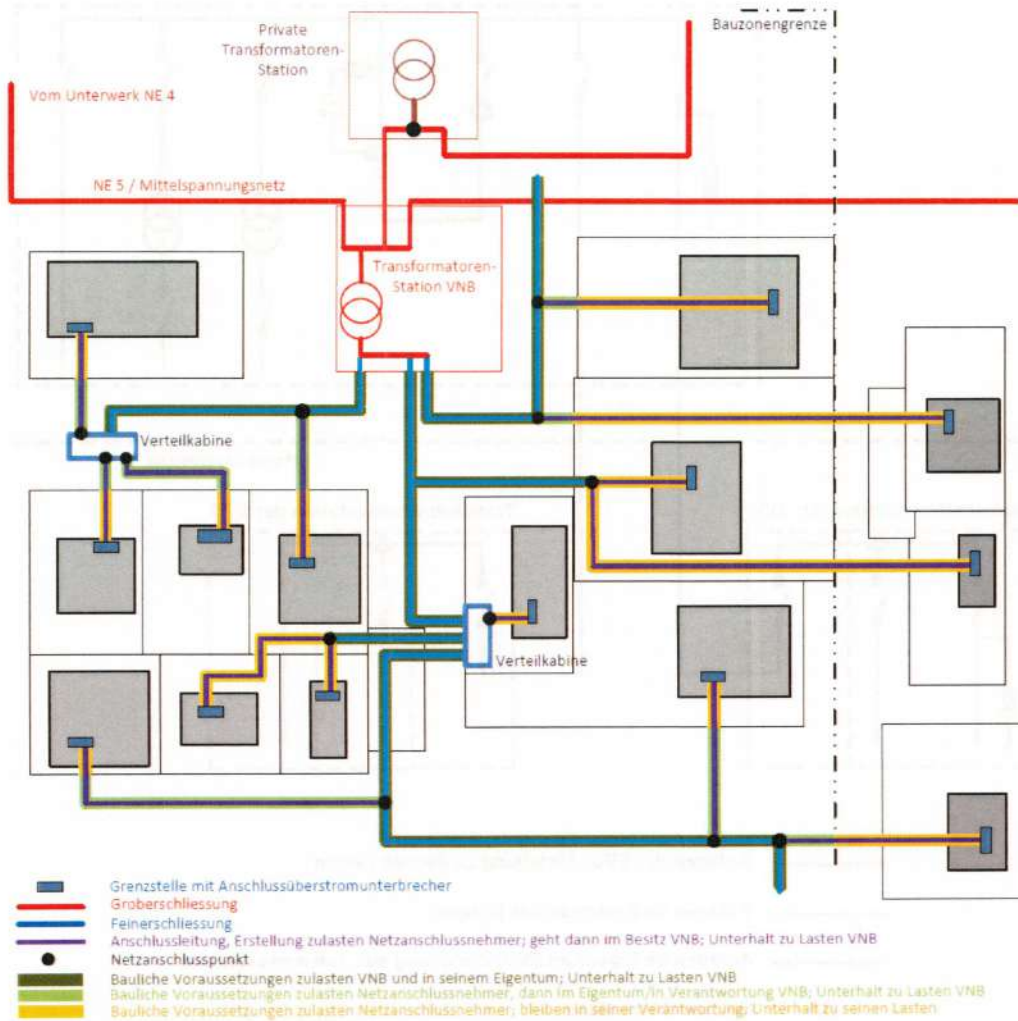 Private
Transformatoren-
Station
Bauzonengrenze
Vom Unterwerk NE 4
NE 5 / Mittelspannungsnetz
Transformatoren-
Station VNB
Verteilkabine
Verteilkabine
Grenzstelle mit Anschlussüberstromunterbrecher
Groberschliessung
Feinerschliessung
Anschlussleitung, Erstellung zulasten Netzanschlussnehmer; geht dann im Besitz VNB; Unterhalt zu Lasten VNB
Netzanschlusspunkt
Bauliche Voraussetzungen zulasten VNB und in seinem Eigentum; Unterhalt zu Lasten VNB
Bauliche Voraussetzungen zulasten Netzanschlussnehmer, dann im Eigentum/in Verantwortung VNB; Unterhalt zu Lasten VNB
Bauliche Voraussetzungen zulasten Netzanschlussnehmer; bleiben in seiner Verantwortung; Unterhalt zu seinen Lasten